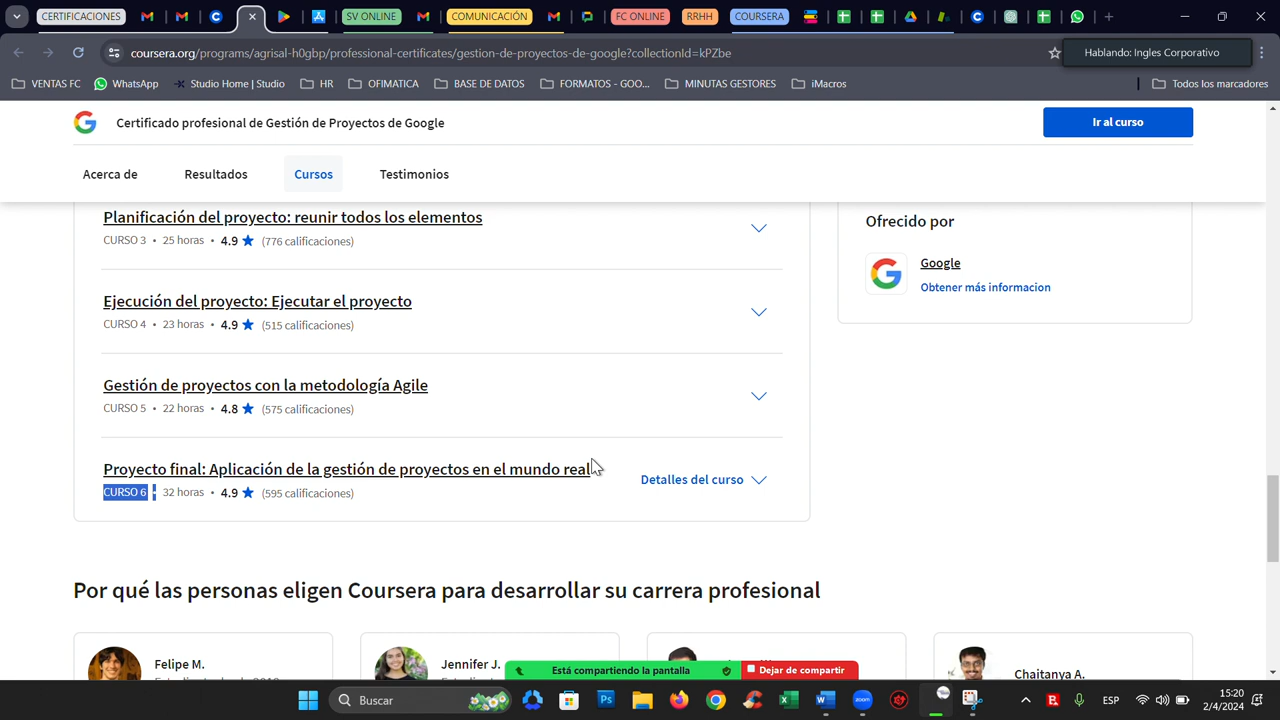 CERTIFICACIONES
SV ONLINE
COMUNICACIÓN
FC ONLINE
RRHH
COURSERA
coursera.org/programs/agrisal-h0gbp/professional-certificates/gestion-de-proyectos-de-google?collectionId=kPZbe
Hablando: Ingles Corporativo
VENTAS FC
WhatsApp
Studio Home | Studio
HR
OFIMATICA
BASE DE DATOS
FORMATOS - GOO...
MINUTAS GESTORES
iMacros
Todos los marcadores
Certificado profesional de Gestión de Proyectos de Google
Ir al curso
Acerca de
Resultados
Cursos
Testimonios
Planificación del proyecto: reunir todos los elementos
CURSO 3 • 25 horas • 4.9 ★ (776 calificaciones)
Ejecución del proyecto: Ejecutar el proyecto
CURSO 4 • 23 horas • 4.9 ★ (515 calificaciones)
Gestión de proyectos con la metodología Agile
CURSO 5 • 22 horas • 4.8 ★ (575 calificaciones)
Proyecto final: Aplicación de la gestión de proyectos en el mundo real
CURSO 6 • 32 horas • 4.9 ★ (595 calificaciones)
Detalles del curso
Ofrecido por
Google
Obtener más informacion
Por qué las personas eligen Coursera para desarrollar su carrera profesional
Felipe M.
Jennifer J.
Chaitanya A.
Está compartiendo la pantalla
Dejar de compartir
Buscar
zoom
ESP
15:20
2/4/2024